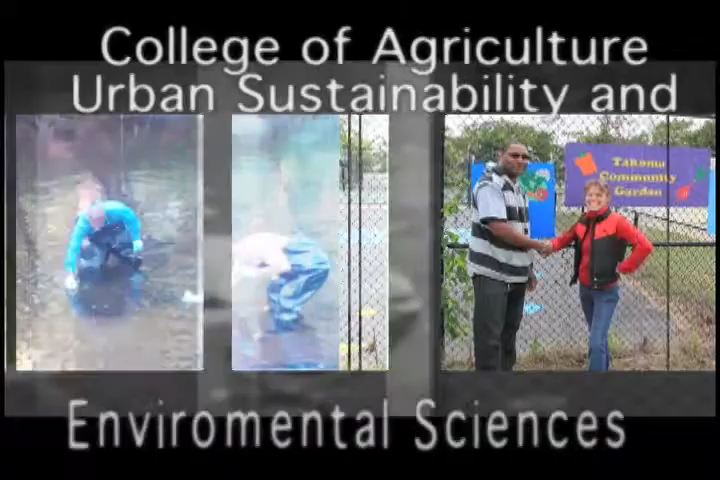 College of Agriculture
Urban Sustainability and
Takoma
Community
Garden
Enviromental Sciences